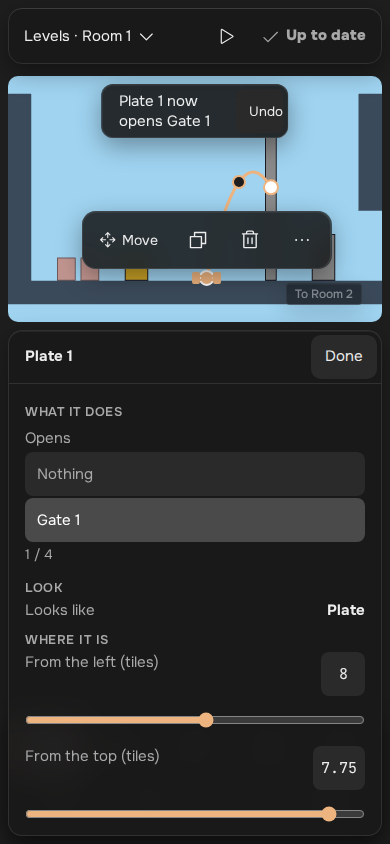 Levels · Room 1
Up to date
Plate 1 now
opens Gate 1
Undo
Move
To Room 2
Plate 1
Done
WHAT IT DOES
Opens
Nothing
Gate 1
1 / 4
LOOK
Looks like
Plate
WHERE IT IS
From the left (tiles)
8
From the top (tiles)
7.75